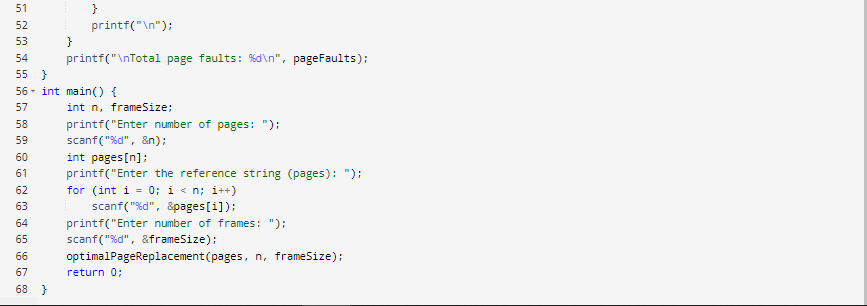 51 }
52 printf("\n");
53 }
54 printf("\nTotal page faults: %d\n", pageFaults);
55 }
56 int main() {
57 int n, frameSize;
58 printf("Enter number of pages: ");
59 scanf("%d", &n);
60 int pages[n];
61 printf("Enter the reference string (pages): ");
62 for (int i = 0; i < n; i++)
63 scanf("%d", &pages[i]);
64 printf("Enter number of frames: ");
65 scanf("%d", &frameSize);
66 optimalPageReplacement(pages, n, frameSize);
67 return 0;
68 }